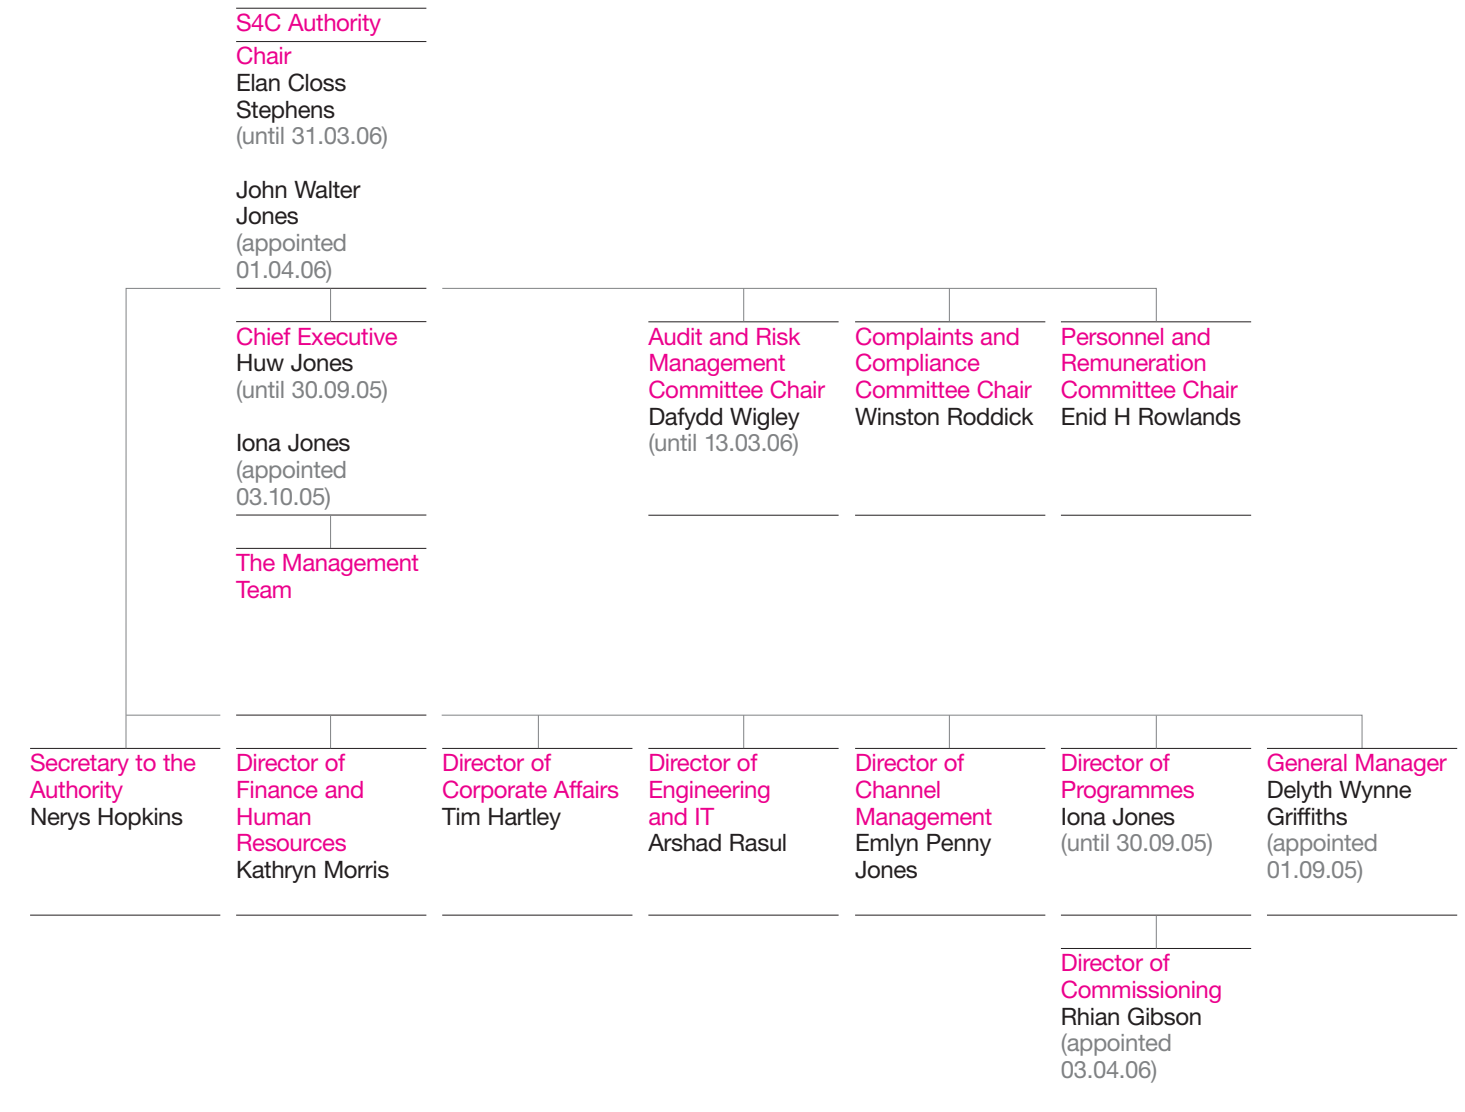 S4C Authority
Chair
Elan Closs
Stephens
(until 31.03.06)
John Walter
Jones
(appointed
01.04.06)
Chief Executive
Huw Jones
(until 30.09.05)
Iona Jones
(appointed
03.10.05)
Audit and Risk
Management
Committee Chair
Dafydd Wigley
(until 13.03.06)
Complaints and
Compliance
Committee Chair
Winston Roddick
Personnel and
Remuneration
Committee Chair
Enid H Rowlands
The Management
Team
Secretary to the
Authority
Nerys Hopkins
Director of
Finance and
Human
Resources
Kathryn Morris
Director of
Corporate Affairs
Tim Hartley
Director of
Engineering
and IT
Arshad Rasul
Director of
Channel
Management
Emlyn Penny
Jones
Director of
Programmes
Iona Jones
(until 30.09.05)
General Manager
Delyth Wynne
Griffiths
(appointed
01.09.05)
Director of
Commissioning
Rhian Gibson
(appointed
03.04.06)